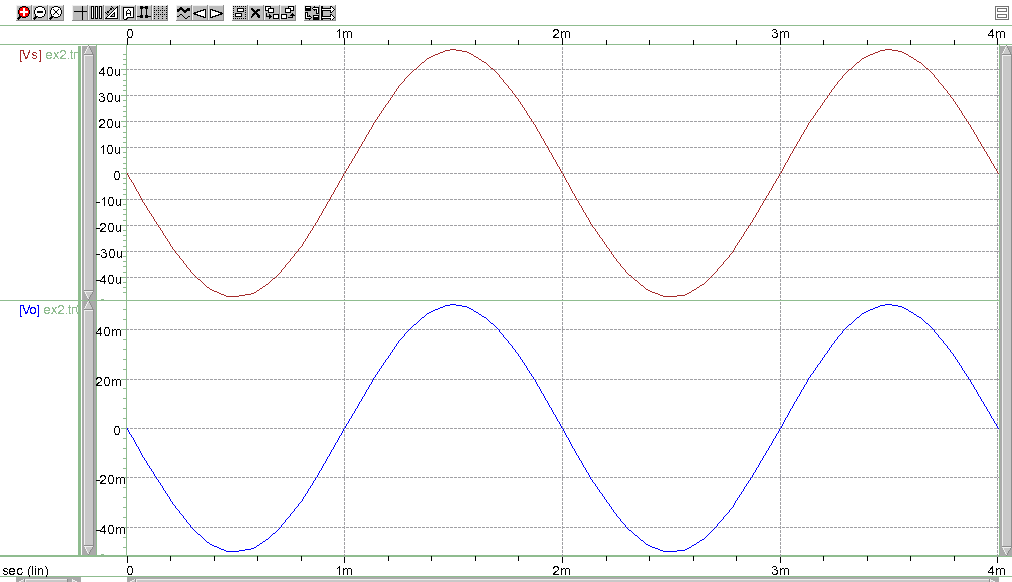 0 1m 2m 3m 4m
[Vs] ex2.tr
40u
30u
20u
10u
0
-10u
-20u
-30u
-40u
[Vo] ex2.tr
40m
20m
0
-20m
-40m
sec (lin) 0 1m 2m 3m 4m